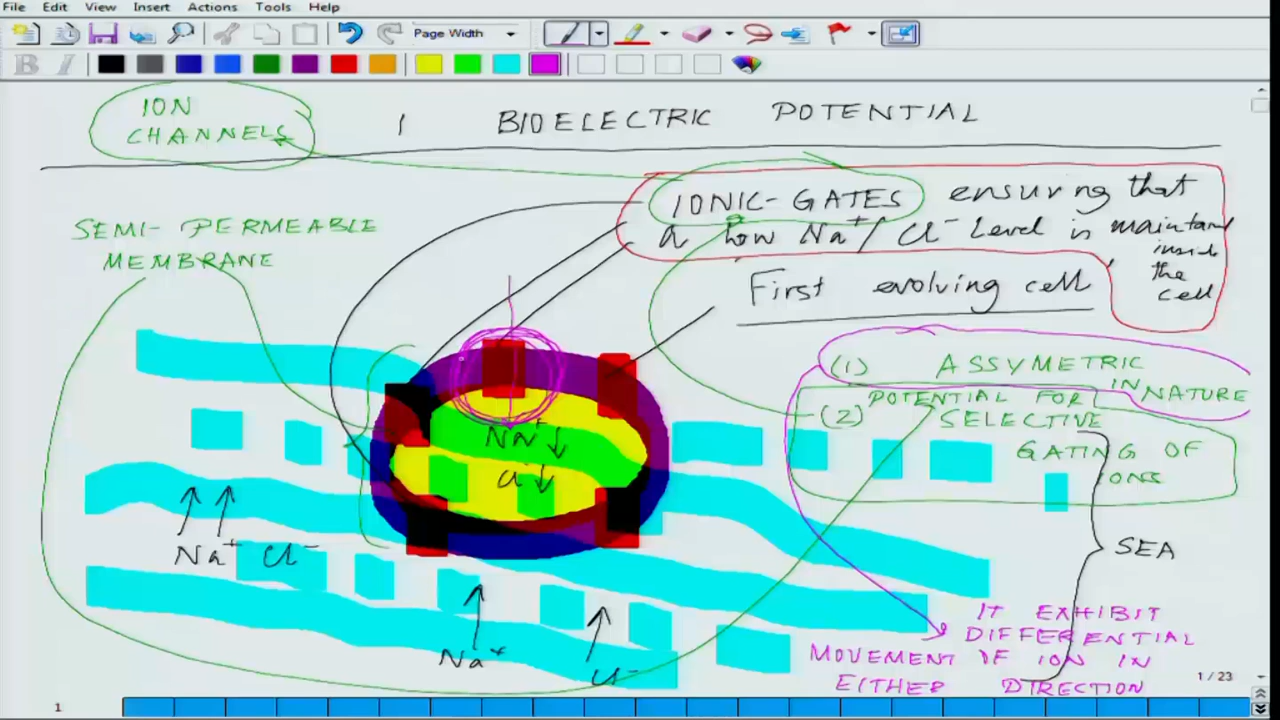 File Edit View Insert Actions Tools Help
Page Width
B I
ION
CHANNELS
1 BIOELECTRIC POTENTIAL
IONIC-GATES ensuring that
a low Na+/Cl- Level is
inside
the
cell
SEMI-PERMEABLE
MEMBRANE
First evolving cell
(1) ASSYMETRIC
IN NATURE
(2) POTENTIAL FOR
SELECTIVE
GATING OF
IONS
Na+ ↓
Cl- ↓
Na+ Cl-
SEA
Na+
Cl-
IT EXHIBIT
DIFFERENTIAL
MOVEMENT OF ION IN
EITHER DIRECTION
1 / 23
1